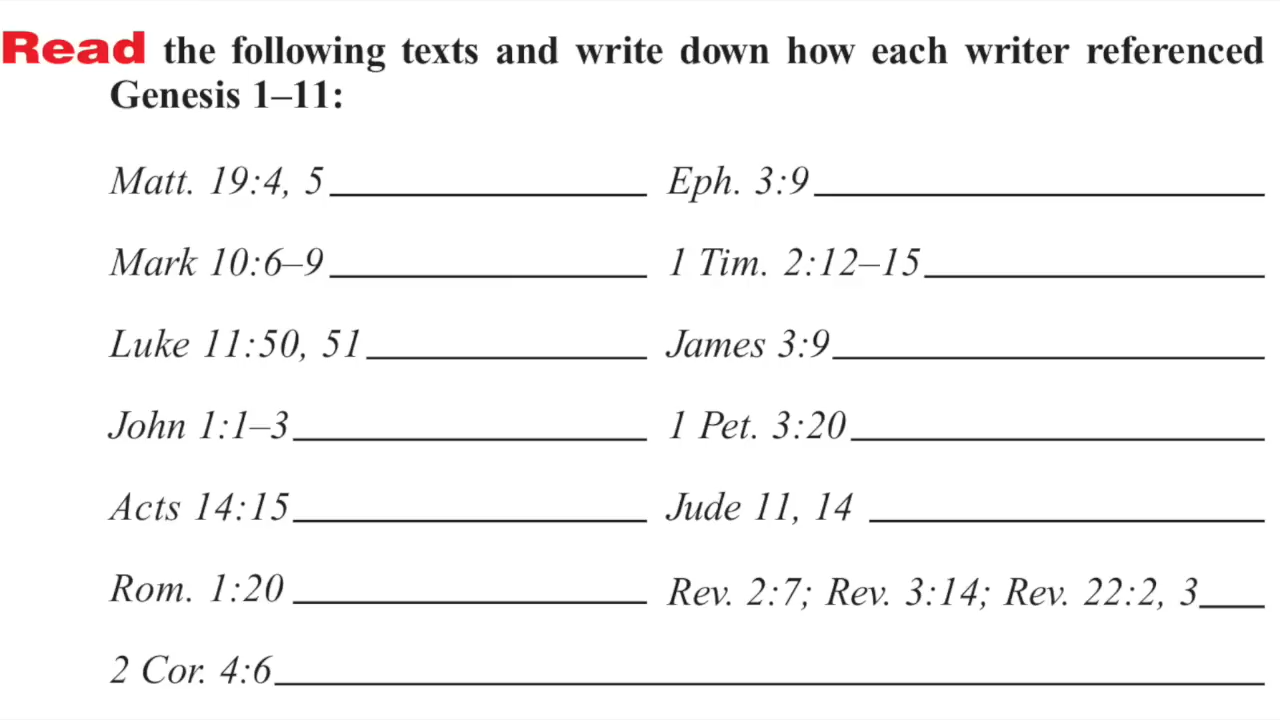 Read the following texts and write down how each writer referenced
Genesis 1–11:
Matt. 19:4, 5
Mark 10:6–9
Luke 11:50, 51
John 1:1–3
Acts 14:15
Rom. 1:20
2 Cor. 4:6
Eph. 3:9
1 Tim. 2:12–15
James 3:9
1 Pet. 3:20
Jude 11, 14
Rev. 2:7; Rev. 3:14; Rev. 22:2, 3